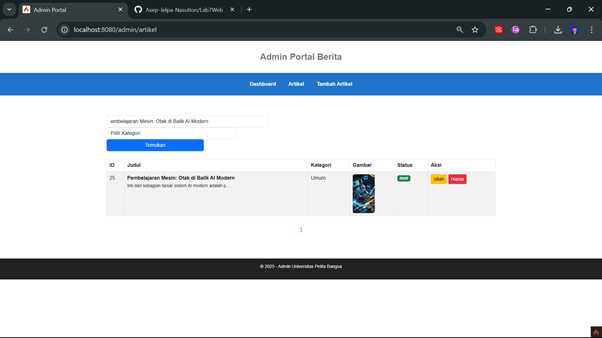 Admin Portal
Asep-Jelpa-Nasution/Lab7Web
localhost:8080/admin/artikel
Admin Portal Berita
Dashboard Artikel Tambah Artikel
embelajaran Mesin: Otak di Balik AI Modern
Pilih Kategori
Temukan
ID Judul Kategori Gambar Status Aksi
25 Pembelajaran Mesin: Otak di Balik AI Modern Umum Aktif Ubah Hapus
Inti dari sebagian besar sistem AI modern adalah p...
1
© 2025 - Admin Universitas Pelita Bangsa